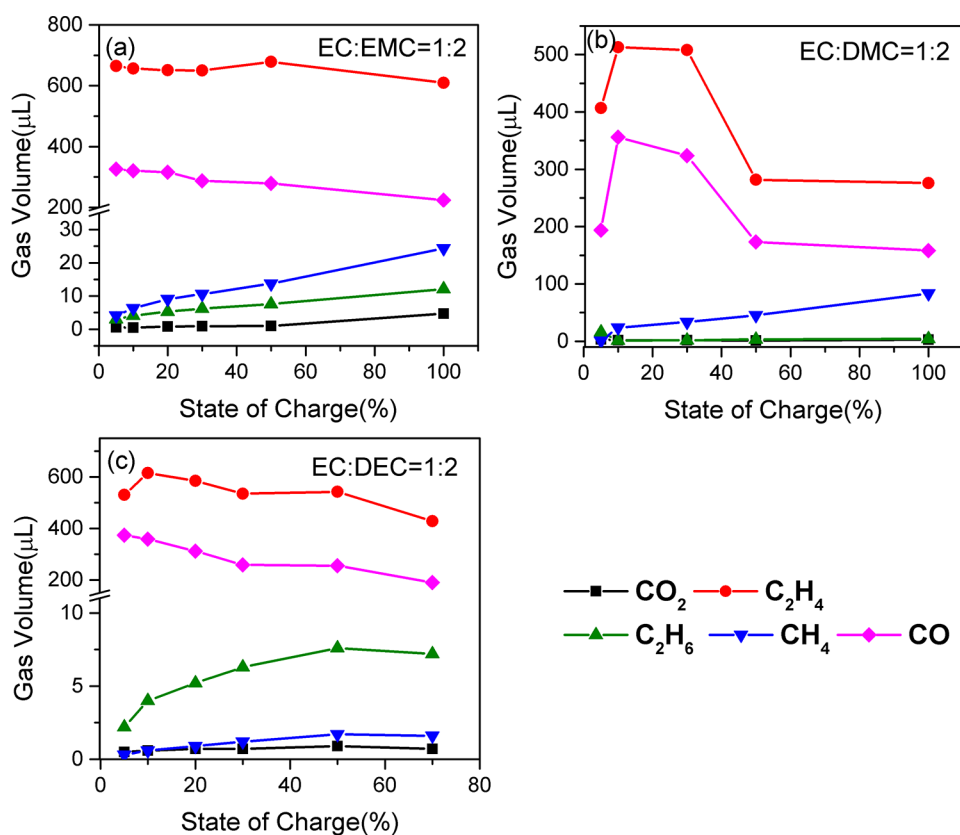 (a)
EC:EMC=1:2
Gas Volume(μL)
800
600
400
200
30
20
10
0
0 20 40 60 80 100
State of Charge(%)
(b)
EC:DMC=1:2
Gas Volume(μL)
500
400
300
200
100
0
0 20 40 60 80 100
State of Charge(%)
(c)
EC:DEC=1:2
Gas Volume(μL)
600
400
200
10
5
0
0 20 40 60 80
State of Charge(%)
CO₂ C₂H₄
C₂H₆ CH₄ CO